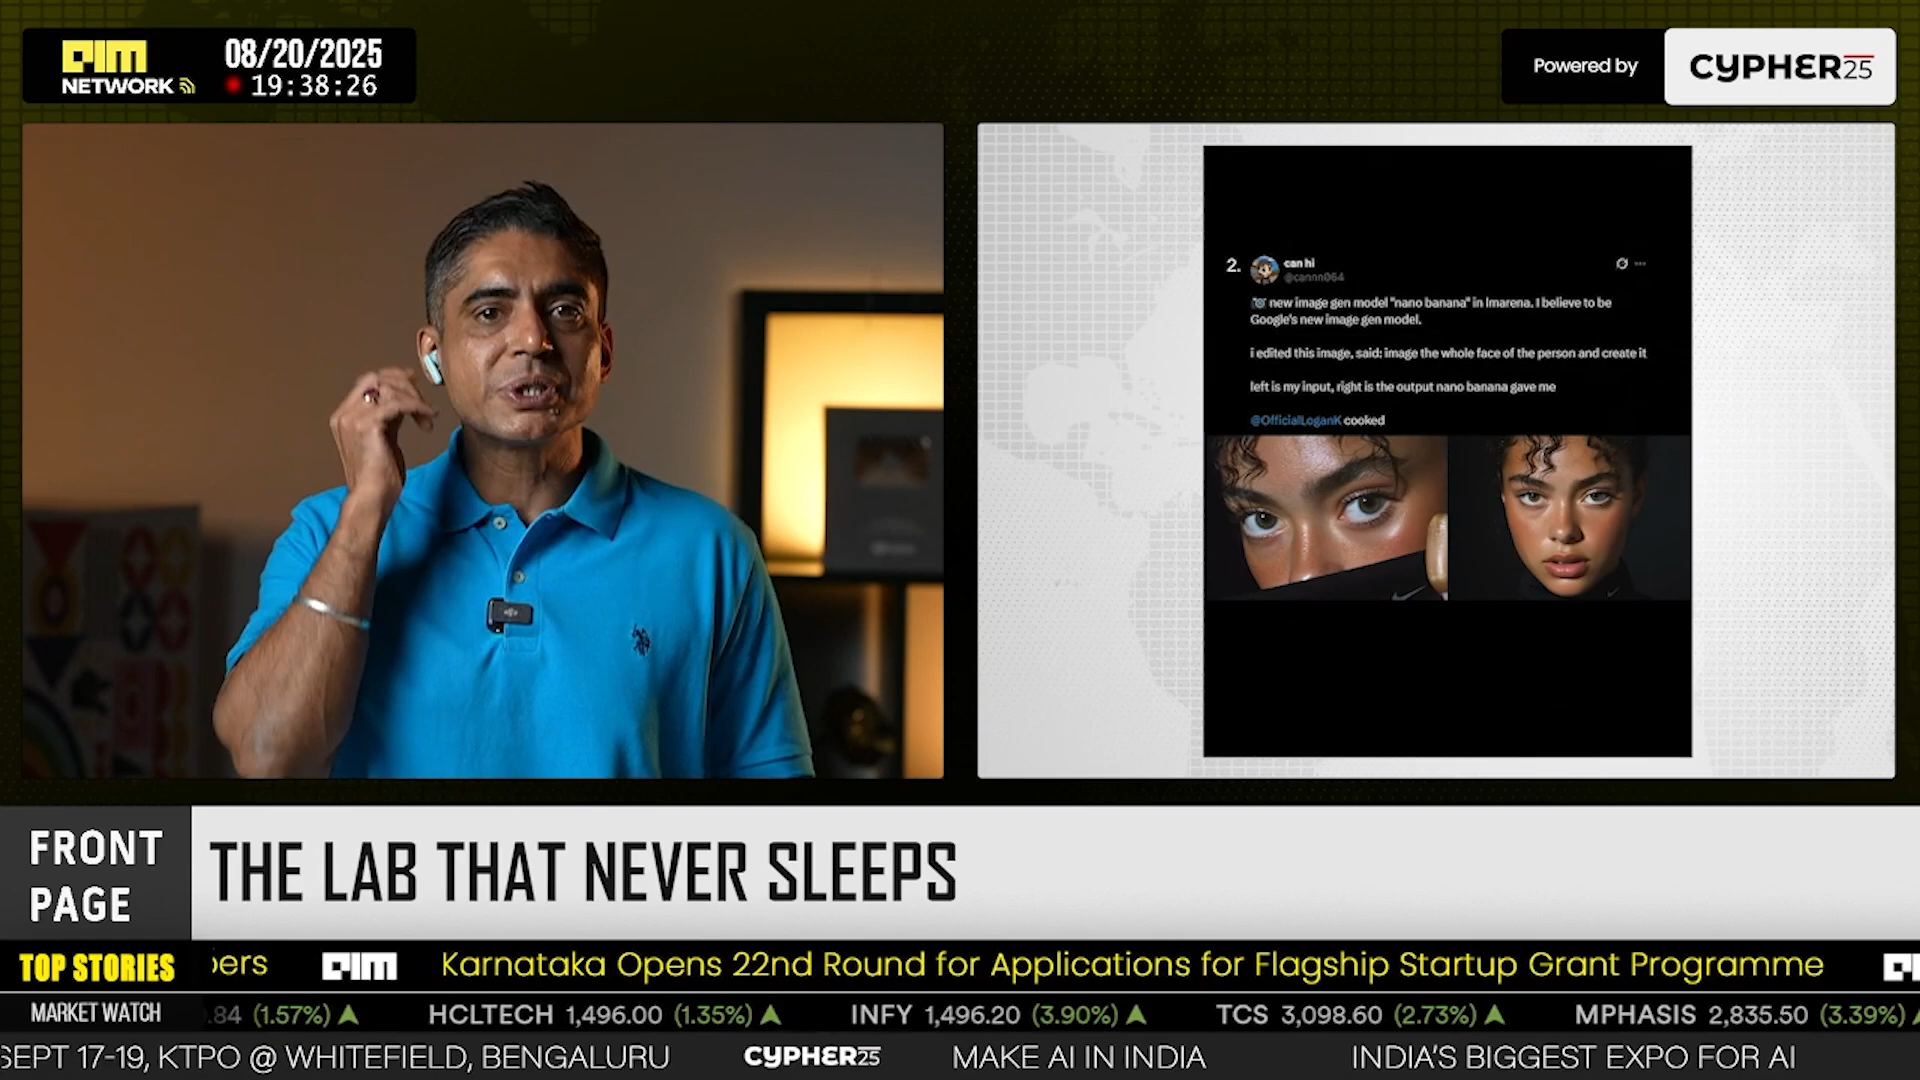 AIM
NETWORK
08/20/2025
19:38:26
Powered by
CYPHER25
2.
can hi
@cannn064
new image gen model "nano banana" in lmarena. I believe to be
Google's new image gen model.
i edited this image, said: image the whole face of the person and create it
left is my input, right is the output nano banana gave me
@OfficialLoganK cooked
FRONT
PAGE
THE LAB THAT NEVER SLEEPS
TOP STORIES
AIM Karnataka Opens 22nd Round for Applications for Flagship Startup Grant Programme
MARKET WATCH
.84 (1.57%) ▲ HCLTECH 1,496.00 (1.35%) ▲ INFY 1,496.20 (3.90%) ▲ TCS 3,098.60 (2.73%) ▲ MPHASIS 2,835.50 (3.39%)
SEPT 17-19, KTPO @ WHITEFIELD, BENGALURU CYPHER25 MAKE AI IN INDIA INDIA'S BIGGEST EXPO FOR AI